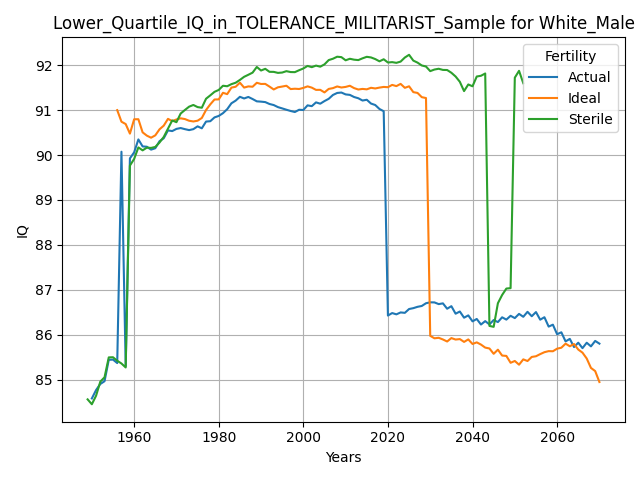 Lower_Quartile_IQ_in_TOLERANCE_MILITARIST_Sample for White_Male
Fertility
Actual
Ideal
Sterile
IQ
92
91
90
89
88
87
86
85
1960
1980
2000
2020
2040
2060
Years